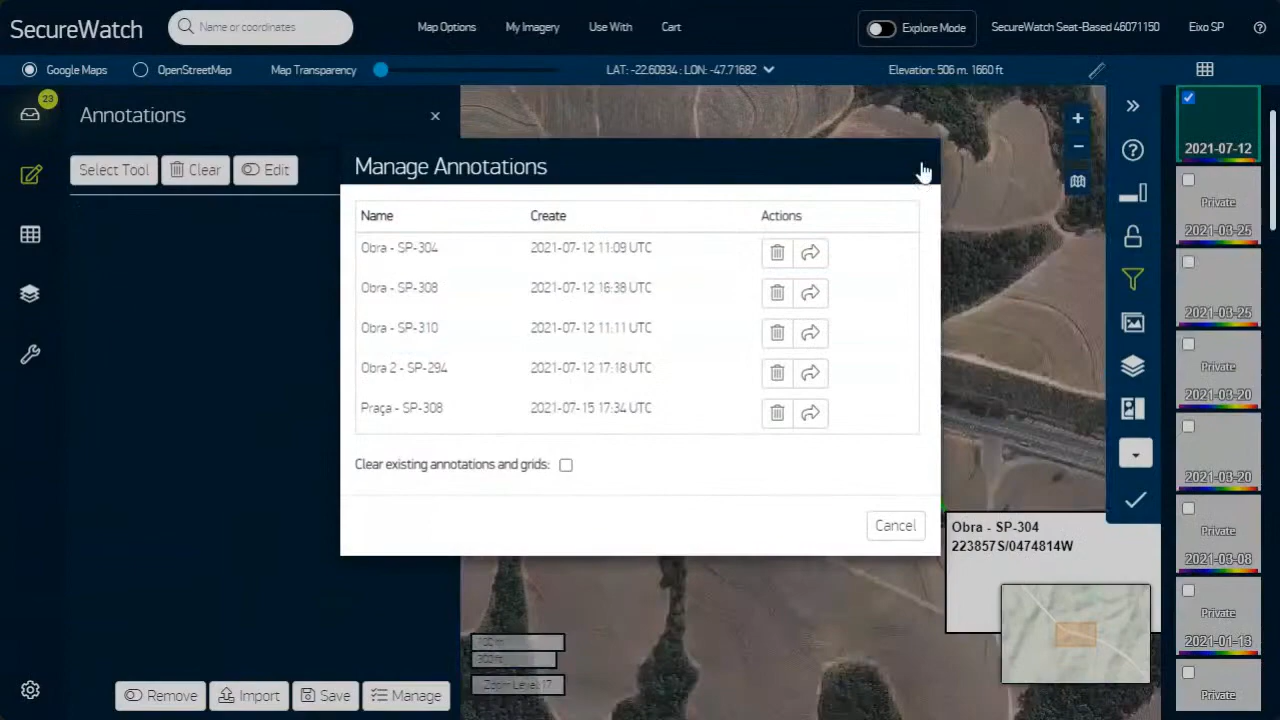 SecureWatch
Name or coordinates
Map Options
My Imagery
Use With
Cart
Explore Mode
SecureWatch Seat-Based 46071150
Eixo SP
Google Maps
OpenStreetMap
Map Transparency
LAT: -22.60934 : LON: -47.71682
Elevation: 506 m. 1660 ft
23
Annotations
Select Tool
Clear
Edit
Manage Annotations
Name Create Actions
Obra - SP-304 2021-07-12 11:09 UTC
Obra - SP-308 2021-07-12 16:38 UTC
Obra - SP-310 2021-07-12 11:11 UTC
Obra 2 - SP-294 2021-07-12 17:18 UTC
Praça - SP-308 2021-07-15 17:34 UTC
Clear existing annotations and grids:
Cancel
Obra - SP-304
223857S/0474814W
Zoom Level 17
Remove
Import
Save
Manage
2021-07-12
Private
2021-03-25
2021-03-25
Private
2021-03-20
2021-03-20
Private
2021-03-08
Private
2021-01-13
Private